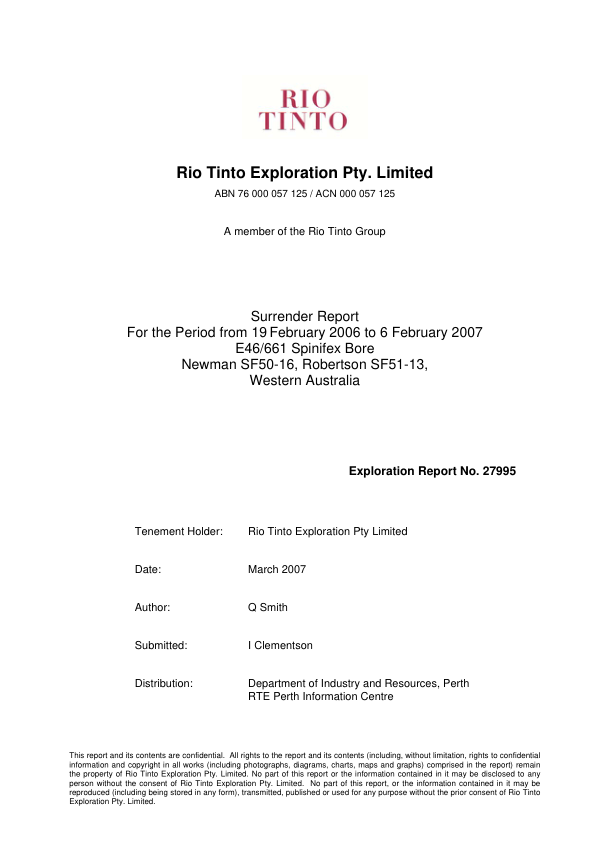 RIO
TINTO
Rio Tinto Exploration Pty. Limited
ABN 76 000 057 125 / ACN 000 057 125
A member of the Rio Tinto Group
Surrender Report
For the Period from 19 February 2006 to 6 February 2007
E46/661 Spinifex Bore
Newman SF50-16, Robertson SF51-13,
Western Australia
Exploration Report No. 27995
Tenement Holder: Rio Tinto Exploration Pty Limited
Date: March 2007
Author: Q Smith
Submitted: I Clementson
Distribution: Department of Industry and Resources, Perth
RTE Perth Information Centre
This report and its contents are confidential.  All rights to the report and its contents (including, without limitation, rights to confidential
information and copyright in all works (including photographs, diagrams, charts, maps and graphs) comprised in the report) remain
the property of Rio Tinto Exploration Pty. Limited. No part of this report or the information contained in it may be disclosed to any
person without the consent of Rio Tinto Exploration Pty. Limited.  No part of this report, or the information contained in it may be
reproduced (including being stored in any form), transmitted, published or used for any purpose without the prior consent of Rio Tinto
Exploration Pty. Limited.